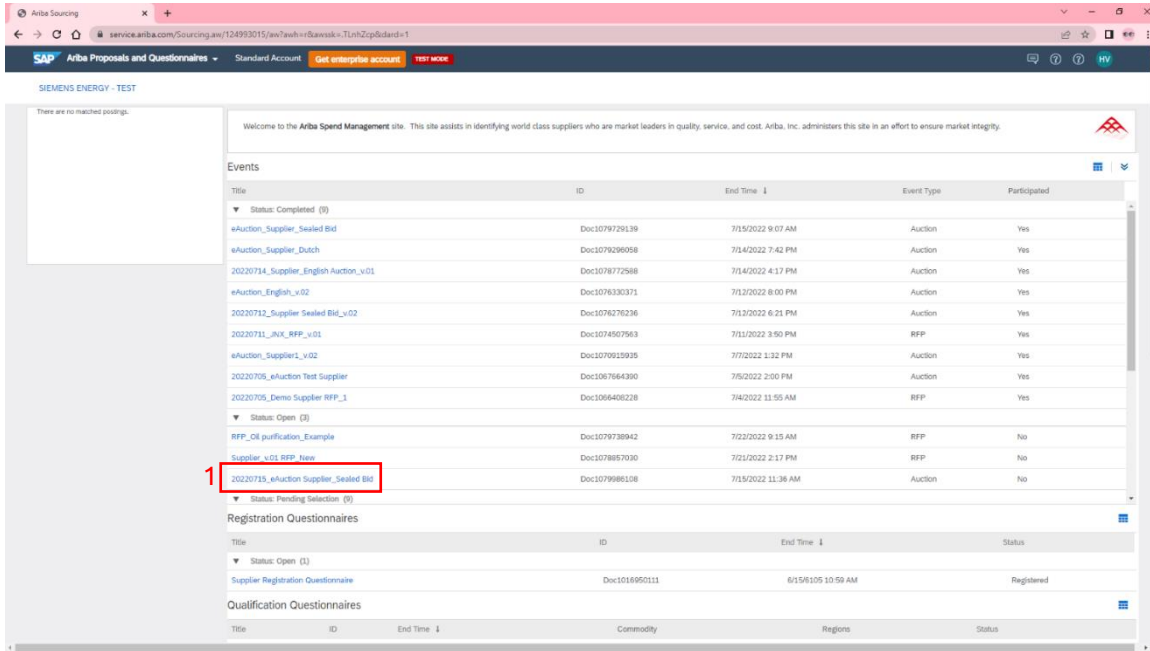 Ariba Sourcing
service.ariba.com/Sourcing.aw/124993015/aw?awh=r&awssk=.TLnhZcp&dard=1
SAP Ariba Proposals and Questionnaires Standard Account Get enterprise account TEST MODE HV
SIEMENS ENERGY - TEST
There are no matched postings.
Welcome to the Ariba Spend Management site. This site assists in identifying world class suppliers who are market leaders in quality, service, and cost. Ariba, Inc. administers this site in an effort to ensure market integrity.
Events
Title ID End Time ↓ Event Type Participated
▼ Status: Completed (9)
eAuction_Supplier_Sealed Bid Doc1079729139 7/15/2022 9:07 AM Auction Yes
eAuction_Supplier_Dutch Doc1079296058 7/14/2022 7:42 PM Auction Yes
20220714_Supplier_English Auction_v.01 Doc1078772588 7/14/2022 4:17 PM Auction Yes
eAuction_English_v.02 Doc1076330371 7/12/2022 8:00 PM Auction Yes
20220712_Supplier Sealed Bid_v.02 Doc1076276236 7/12/2022 6:21 PM Auction Yes
20220711_JNX_RFP_v.01 Doc1074507563 7/11/2022 3:50 PM RFP Yes
eAuction_Supplier1_v.02 Doc1070915935 7/7/2022 1:32 PM Auction Yes
20220705_eAuction Test Supplier Doc1067664390 7/5/2022 2:00 PM Auction Yes
20220705_Demo Supplier RFP_1 Doc1066408228 7/4/2022 11:55 AM RFP Yes
▼ Status: Open (3)
RFP_Oil purification_Example Doc1079738942 7/22/2022 9:15 AM RFP No
Supplier_v.01 RFP_New Doc1078857030 7/21/2022 2:17 PM RFP No
1 20220715_eAuction Supplier_Sealed Bid Doc1079986108 7/15/2022 11:36 AM Auction No
▼ Status: Pending Selection (9)
Registration Questionnaires
Title ID End Time ↓ Status
▼ Status: Open (1)
Supplier Registration Questionnaire Doc1016950111 6/15/6105 10:59 AM Registered
Qualification Questionnaires
Title ID End Time ↓ Commodity Regions Status